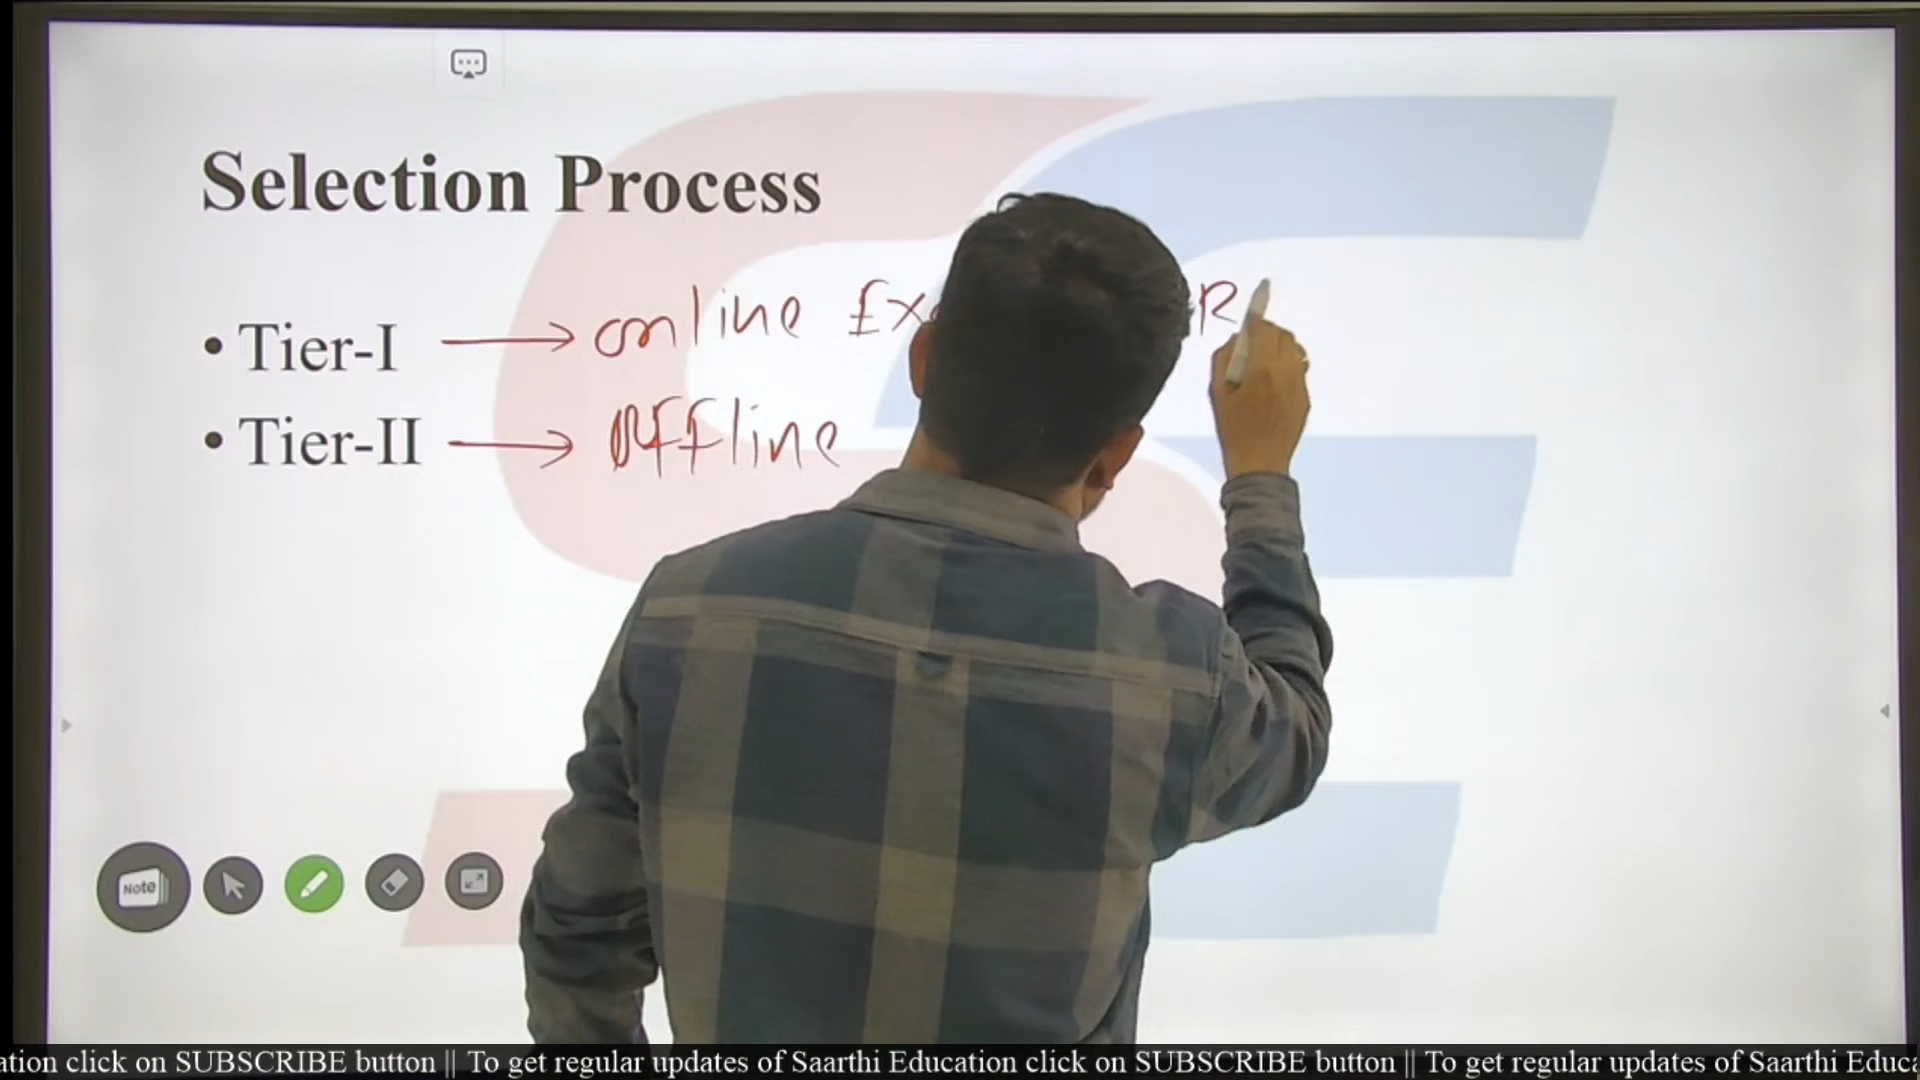 Selection Process
• Tier-I → online
• Tier-II → offline
Note
ation click on SUBSCRIBE button || To get regular updates of Saarthi Education click on SUBSCRIBE button || To get regular updates of Saarthi Educa